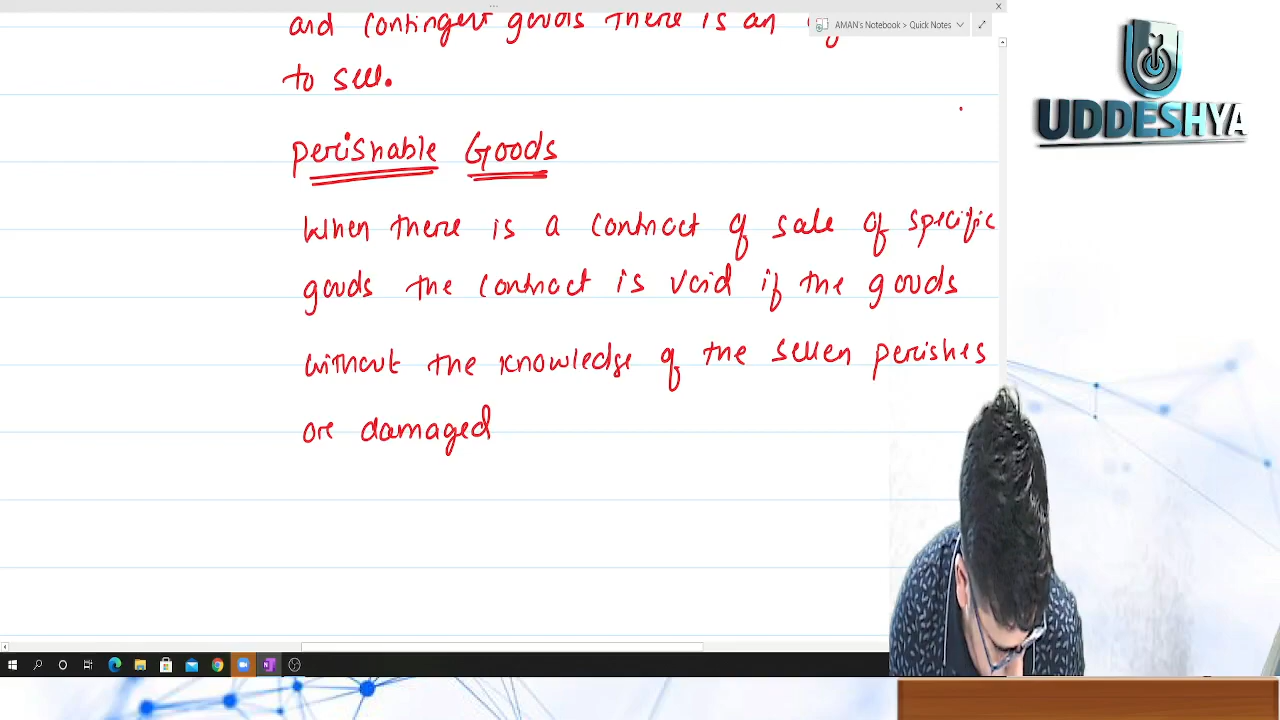 and contingent goods there is an
AMAN's Notebook > Quick Notes
to sell.
UDDESHYA
perishable Goods
When there is a contract of sale of specific
goods the contract is void if the goods
without the knowledge of the seller perishes
are damaged